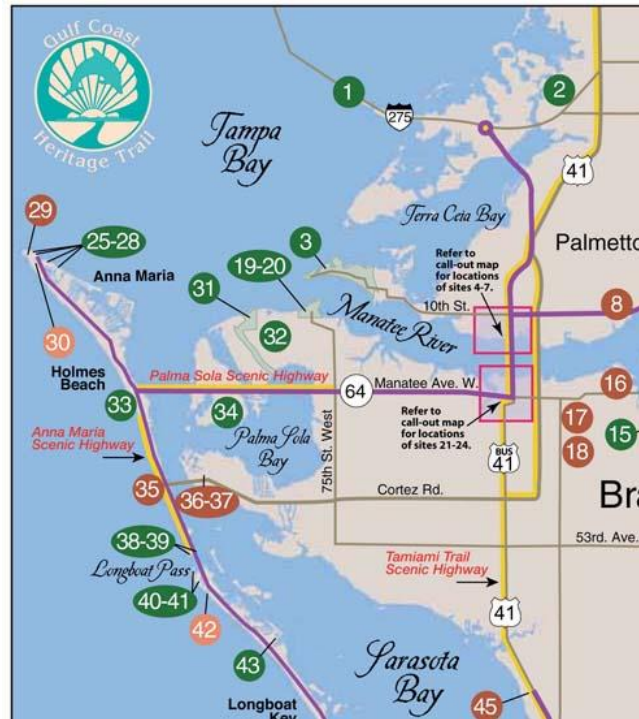 Gulf Coast
Heritage Trail
1
2
275
Tampa
Bay
41
Terra Ceia Bay
29
25-28
Anna Maria
3
19-20
Refer to
call-out map
for locations
of sites 4-7.
Palmetto
31
10th St.
8
30
32
Manatee River
Holmes
Beach
Palma Sola Scenic Highway
64
Manatee Ave. W.
16
33
34
Refer to
call-out map
for locations
of sites 21-24.
17
15
Anna Maria
Scenic Highway
Palma Sola
Bay
75th St. West
BUS
41
18
35
36-37
Cortez Rd.
Bra
38-39
53rd. Ave.
Longboat Pass
Tamiami Trail
Scenic Highway
40-41
42
41
43
Sarasota
Bay
Longboat
Key
45